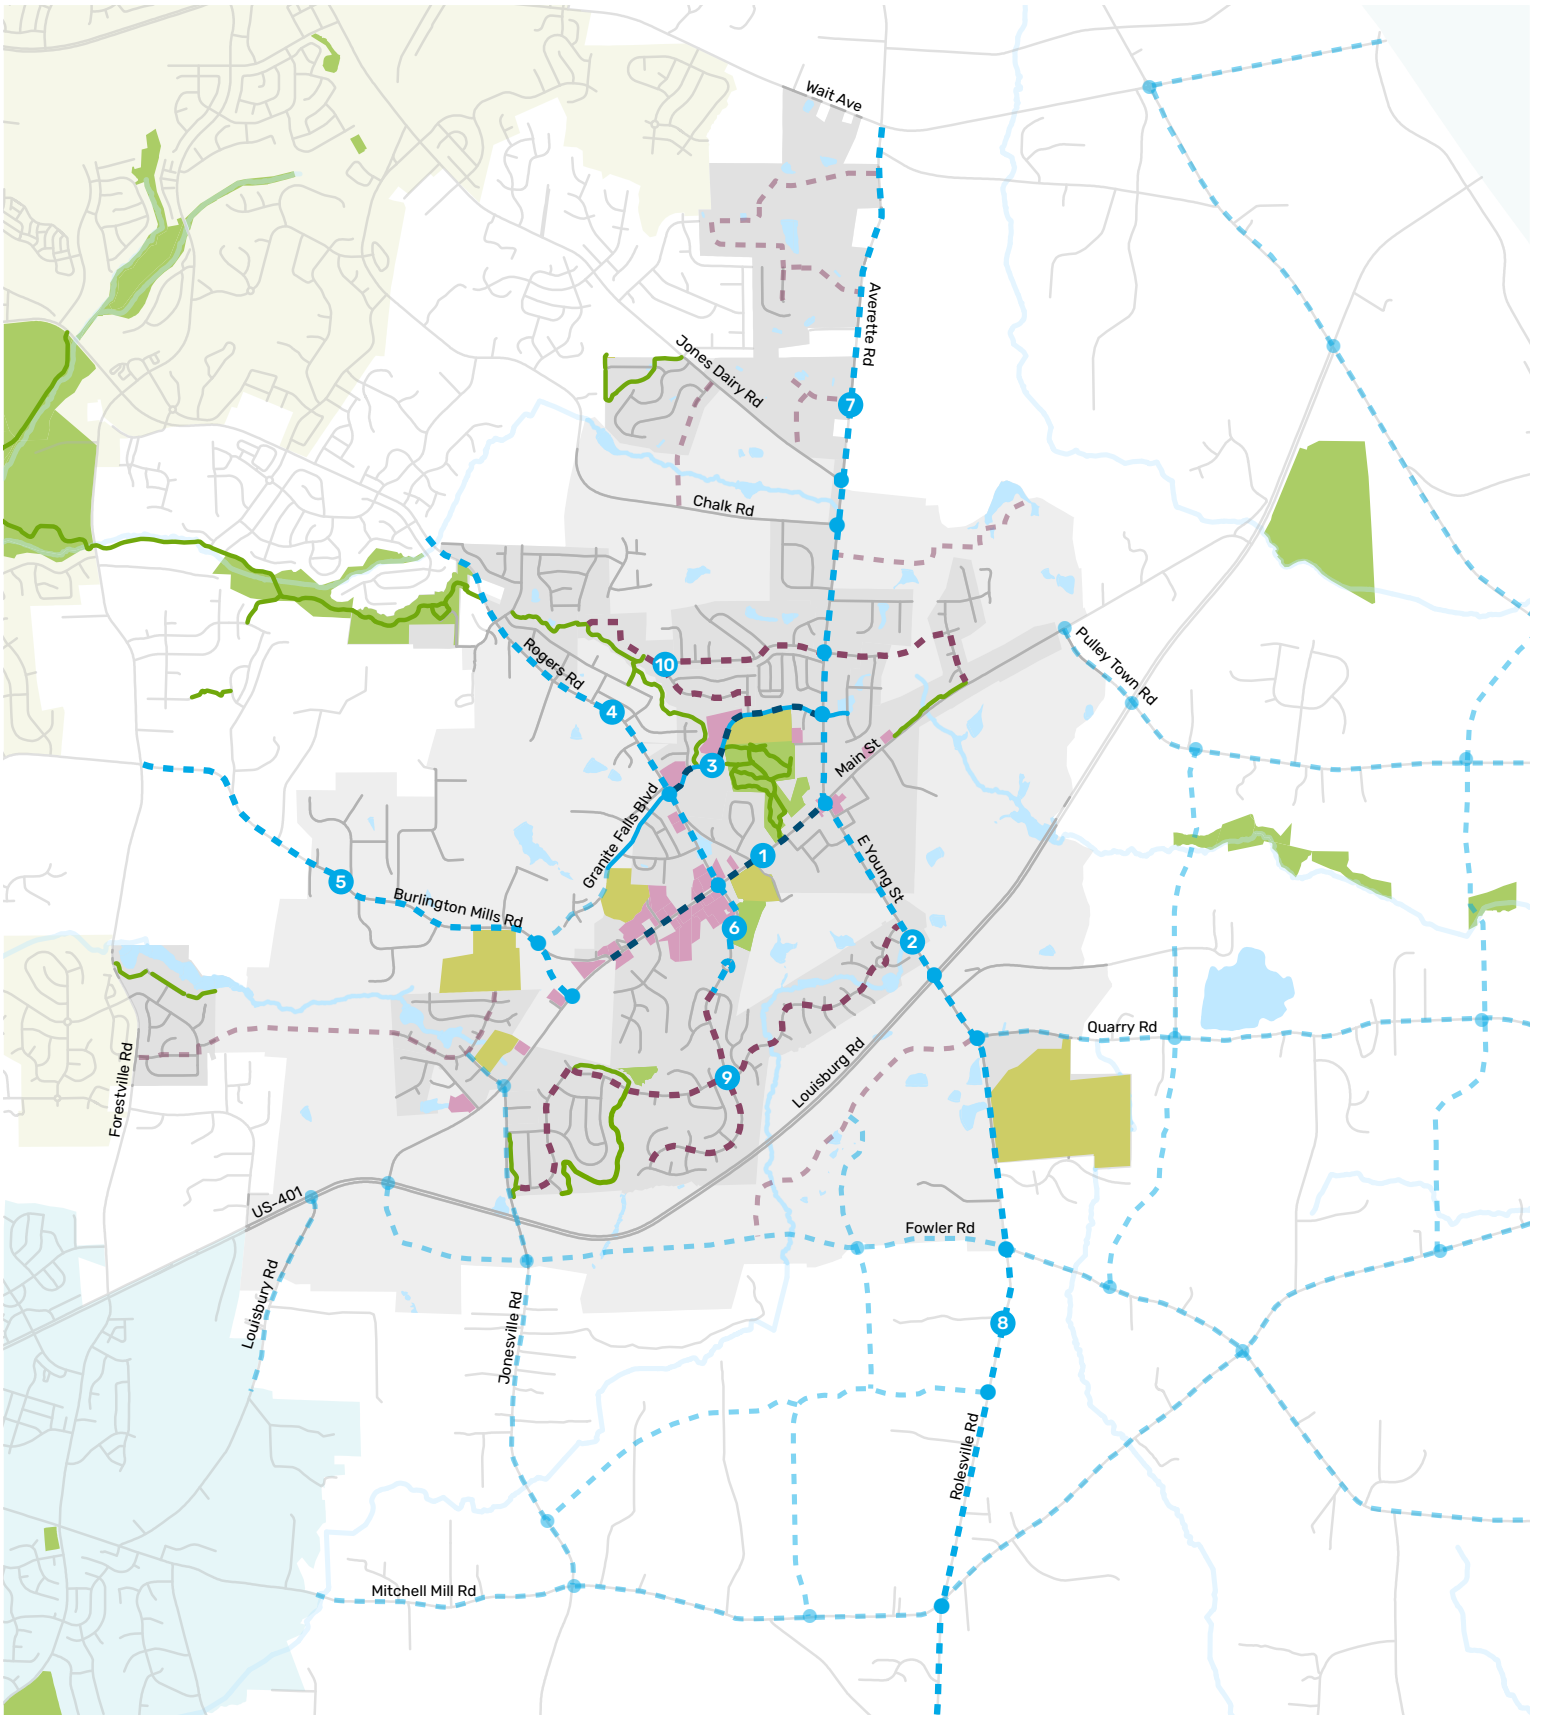 Wait Ave
Averette Rd
Jones Dairy Rd
7
Chalk Rd
Pulley Town Rd
10
Rogers Rd
4
Main St
3
Granite Falls Blvd
1
E Young St
5
Burlington Mills Rd
6
2
Quarry Rd
Forestville Rd
Louisburg Rd
9
US-401
Fowler Rd
Louisbury Rd
Jonesville Rd
8
Rolesville Rd
Mitchell Mill Rd